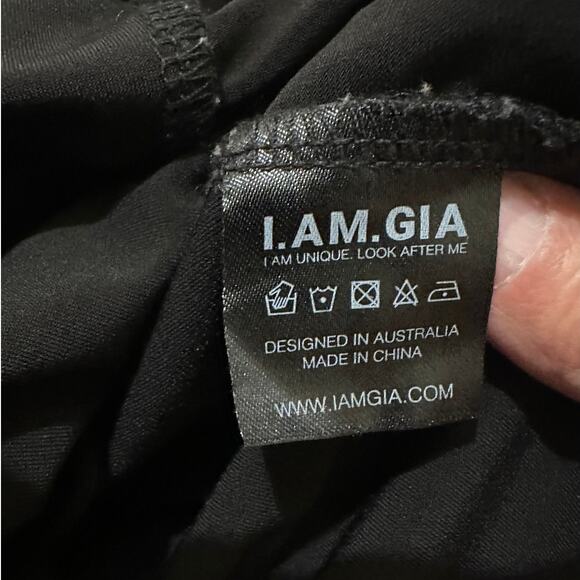 I.AM.GIA
I AM UNIQUE. LOOK AFTER ME
DESIGNED IN AUSTRALIA
MADE IN CHINA
WWW.IAMGIA.COM